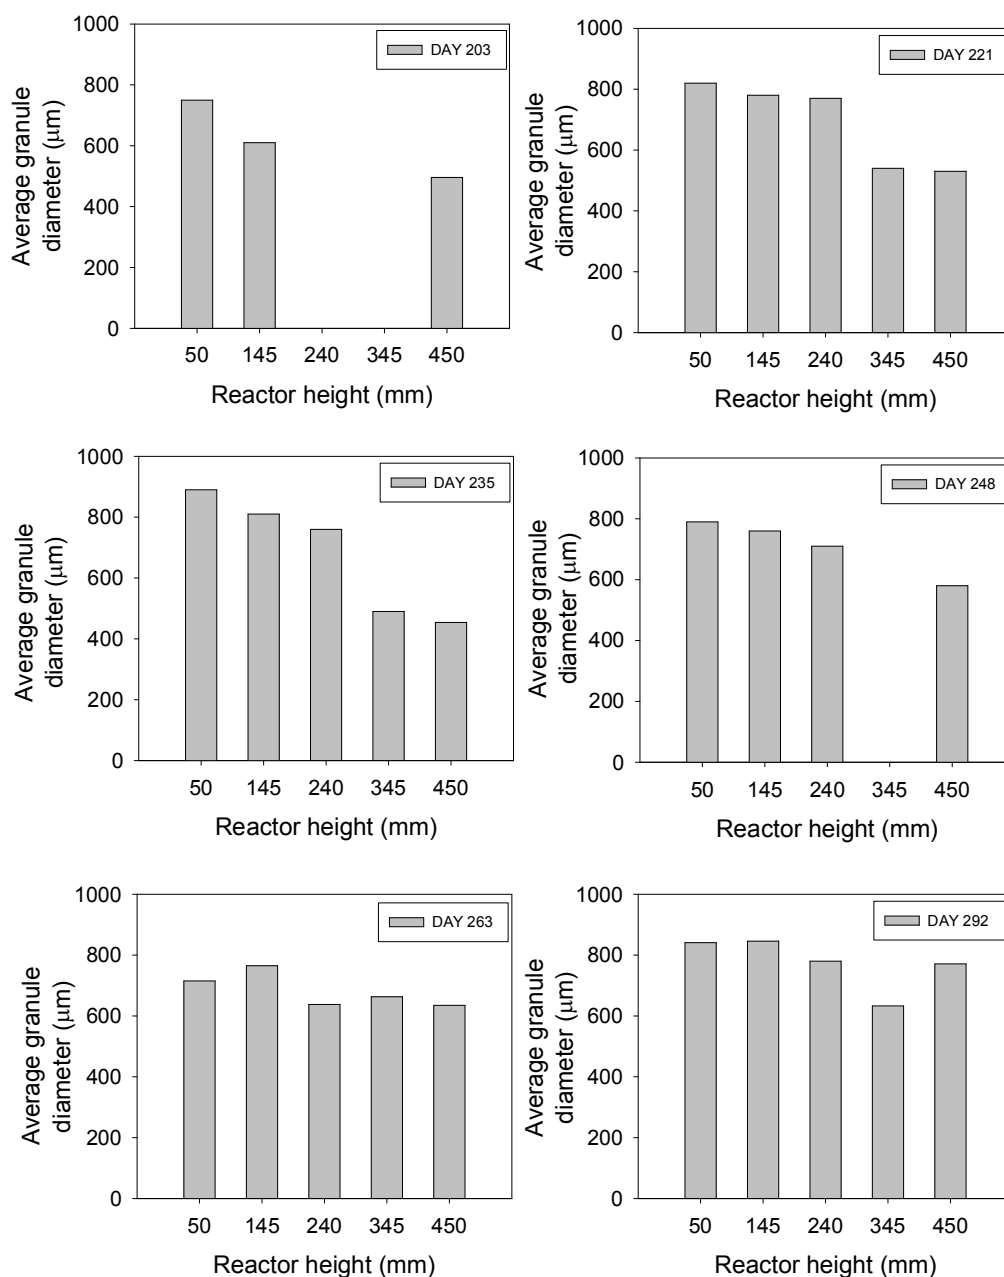 DAY 203
Average granule
diameter (μm)
1000
800
600
400
200
0
50 145 240 345 450
Reactor height (mm)
DAY 221
Average granule
diameter (μm)
1000
800
600
400
200
0
50 145 240 345 450
Reactor height (mm)
DAY 235
Average granule
diameter (μm)
1000
800
600
400
200
0
50 145 240 345 450
Reactor height (mm)
DAY 248
Average granule
diameter (μm)
1000
800
600
400
200
0
50 145 240 345 450
Reactor height (mm)
DAY 263
Average granule
diameter (μm)
1000
800
600
400
200
0
50 145 240 345 450
Reactor height (mm)
DAY 292
Average granule
diameter (μm)
1000
800
600
400
200
0
50 145 240 345 450
Reactor height (mm)